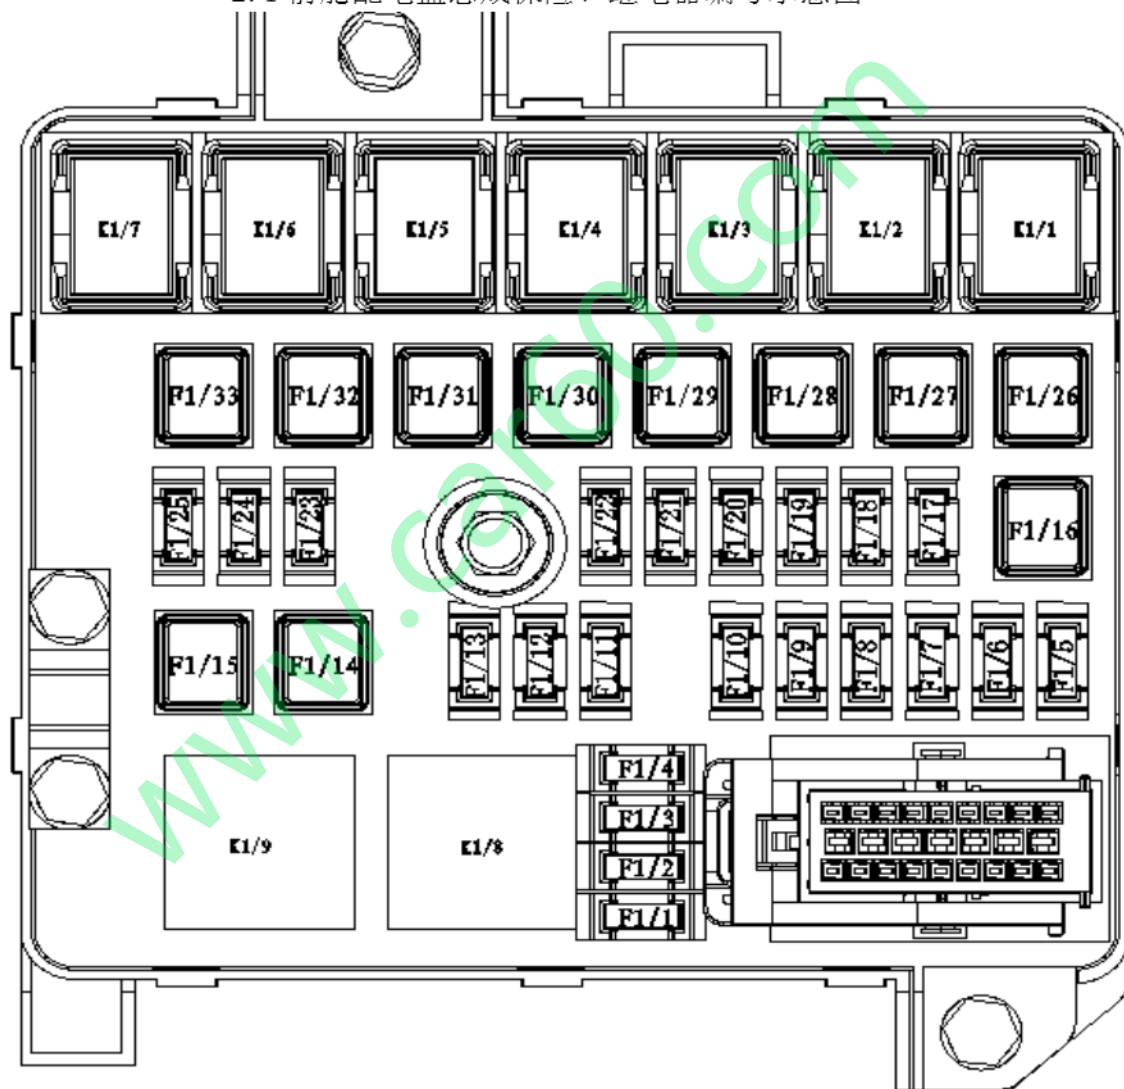 K1/7 K1/6 K1/5 K1/4 K1/3 K1/2 K1/1
F1/33 F1/32 F1/31 F1/30 F1/29 F1/28 F1/27 F1/26
F1/25 F1/24 F1/23 F1/22 F1/21 F1/20 F1/19 F1/18 F1/17 F1/16
F1/15 F1/14 F1/13 F1/12 F1/11 F1/10 F1/9 F1/8 F1/7 F1/6 F1/5
F1/4
F1/3
K1/9 K1/8
F1/2
F1/1
www.car60.com